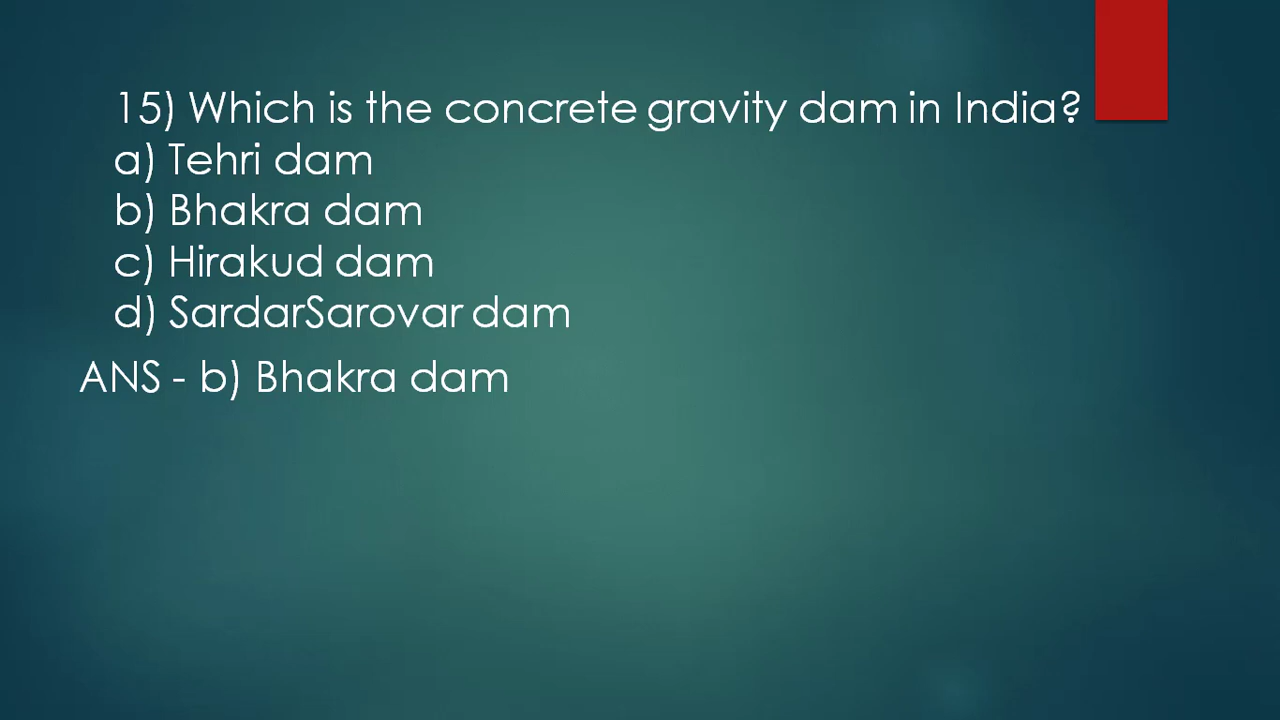 15) Which is the concrete gravity dam in India?
a) Tehri dam
b) Bhakra dam
c) Hirakud dam
d) SardarSarovar dam
ANS - b) Bhakra dam